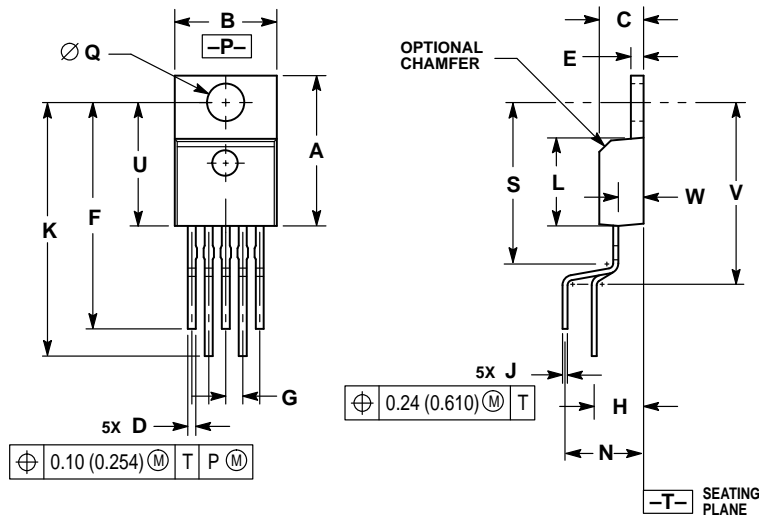 B
–P–
∅ Q
A
U
F
K
G
5X D
⌖ 0.10 (0.254) Ⓜ T P Ⓜ
C
OPTIONAL
CHAMFER
E
S
L
W
V
5X J
⌖ 0.24 (0.610) Ⓜ T
H
N
–T– SEATING
PLANE